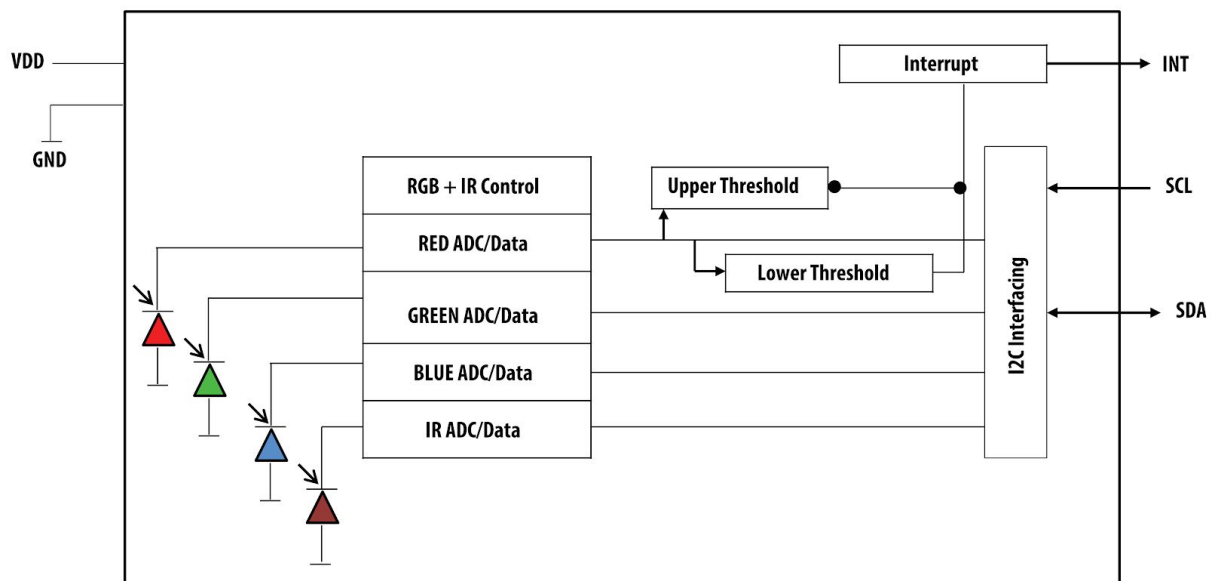 VDD
GND
Interrupt
INT
RGB + IR Control
RED ADC/Data
GREEN ADC/Data
BLUE ADC/Data
IR ADC/Data
Upper Threshold
Lower Threshold
I2C Interfacing
SCL
SDA